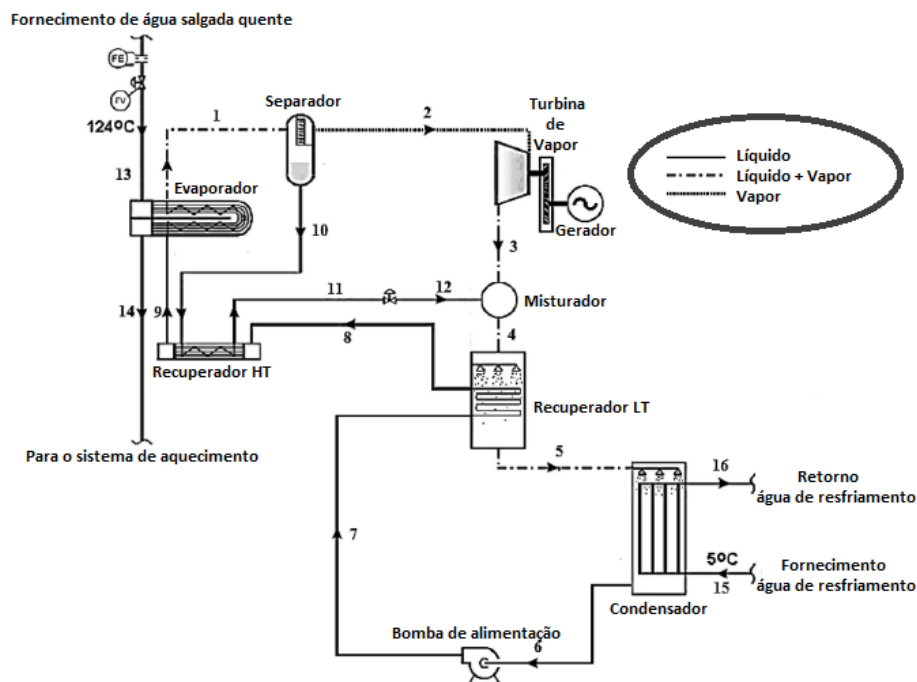 Fornecimento de água salgada quente
FE
FV
124ºC
13
1
Separador
2
Turbina
de
Vapor
Líquido
Líquido + Vapor
Vapor
Evaporador
10
Gerador
3
14
9
11
12
Misturador
8
4
Recuperador HT
Recuperador LT
Para o sistema de aquecimento
5
16
Retorno
água de resfriamento
7
5ºC
15
Fornecimento
água de resfriamento
Condensador
Bomba de alimentação
6